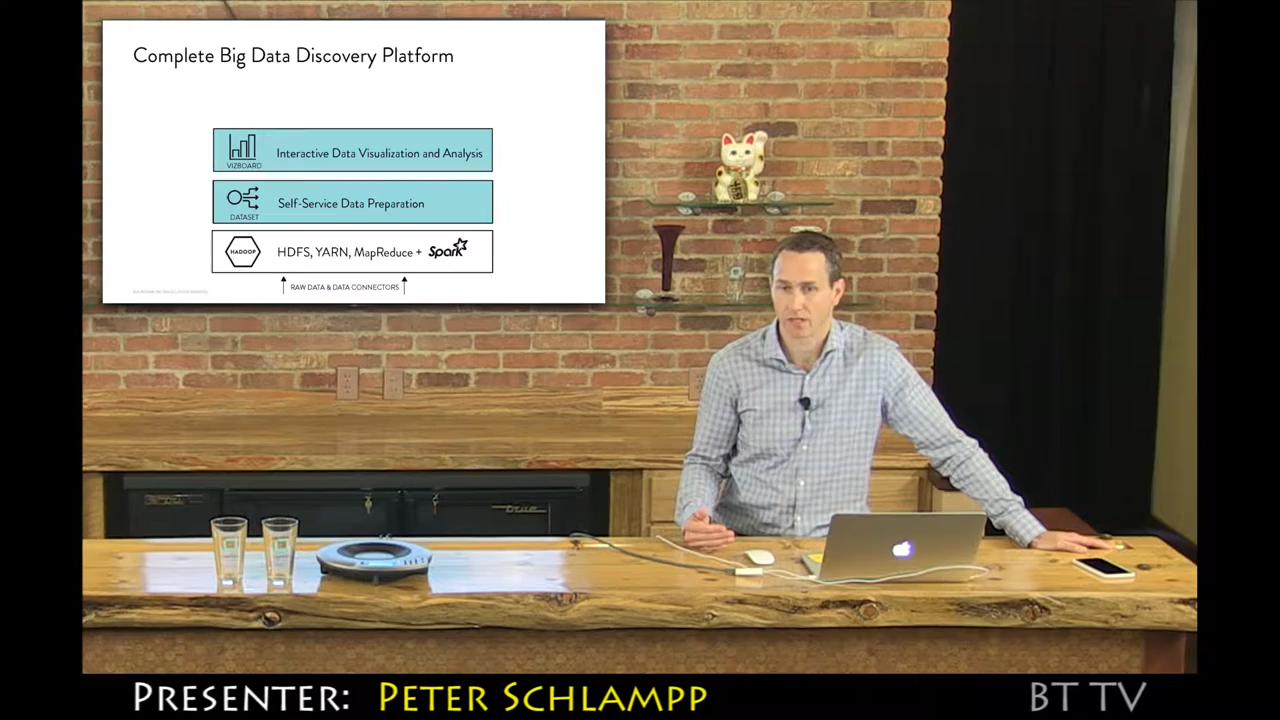 Complete Big Data Discovery Platform
VIZBOARD
Interactive Data Visualization and Analysis
DATASET
Self-Service Data Preparation
HADOOP
HDFS, YARN, MapReduce + Spark
RAW DATA & DATA CONNECTORS
True
PRESENTER: PETER SCHLAMPP
BT TV